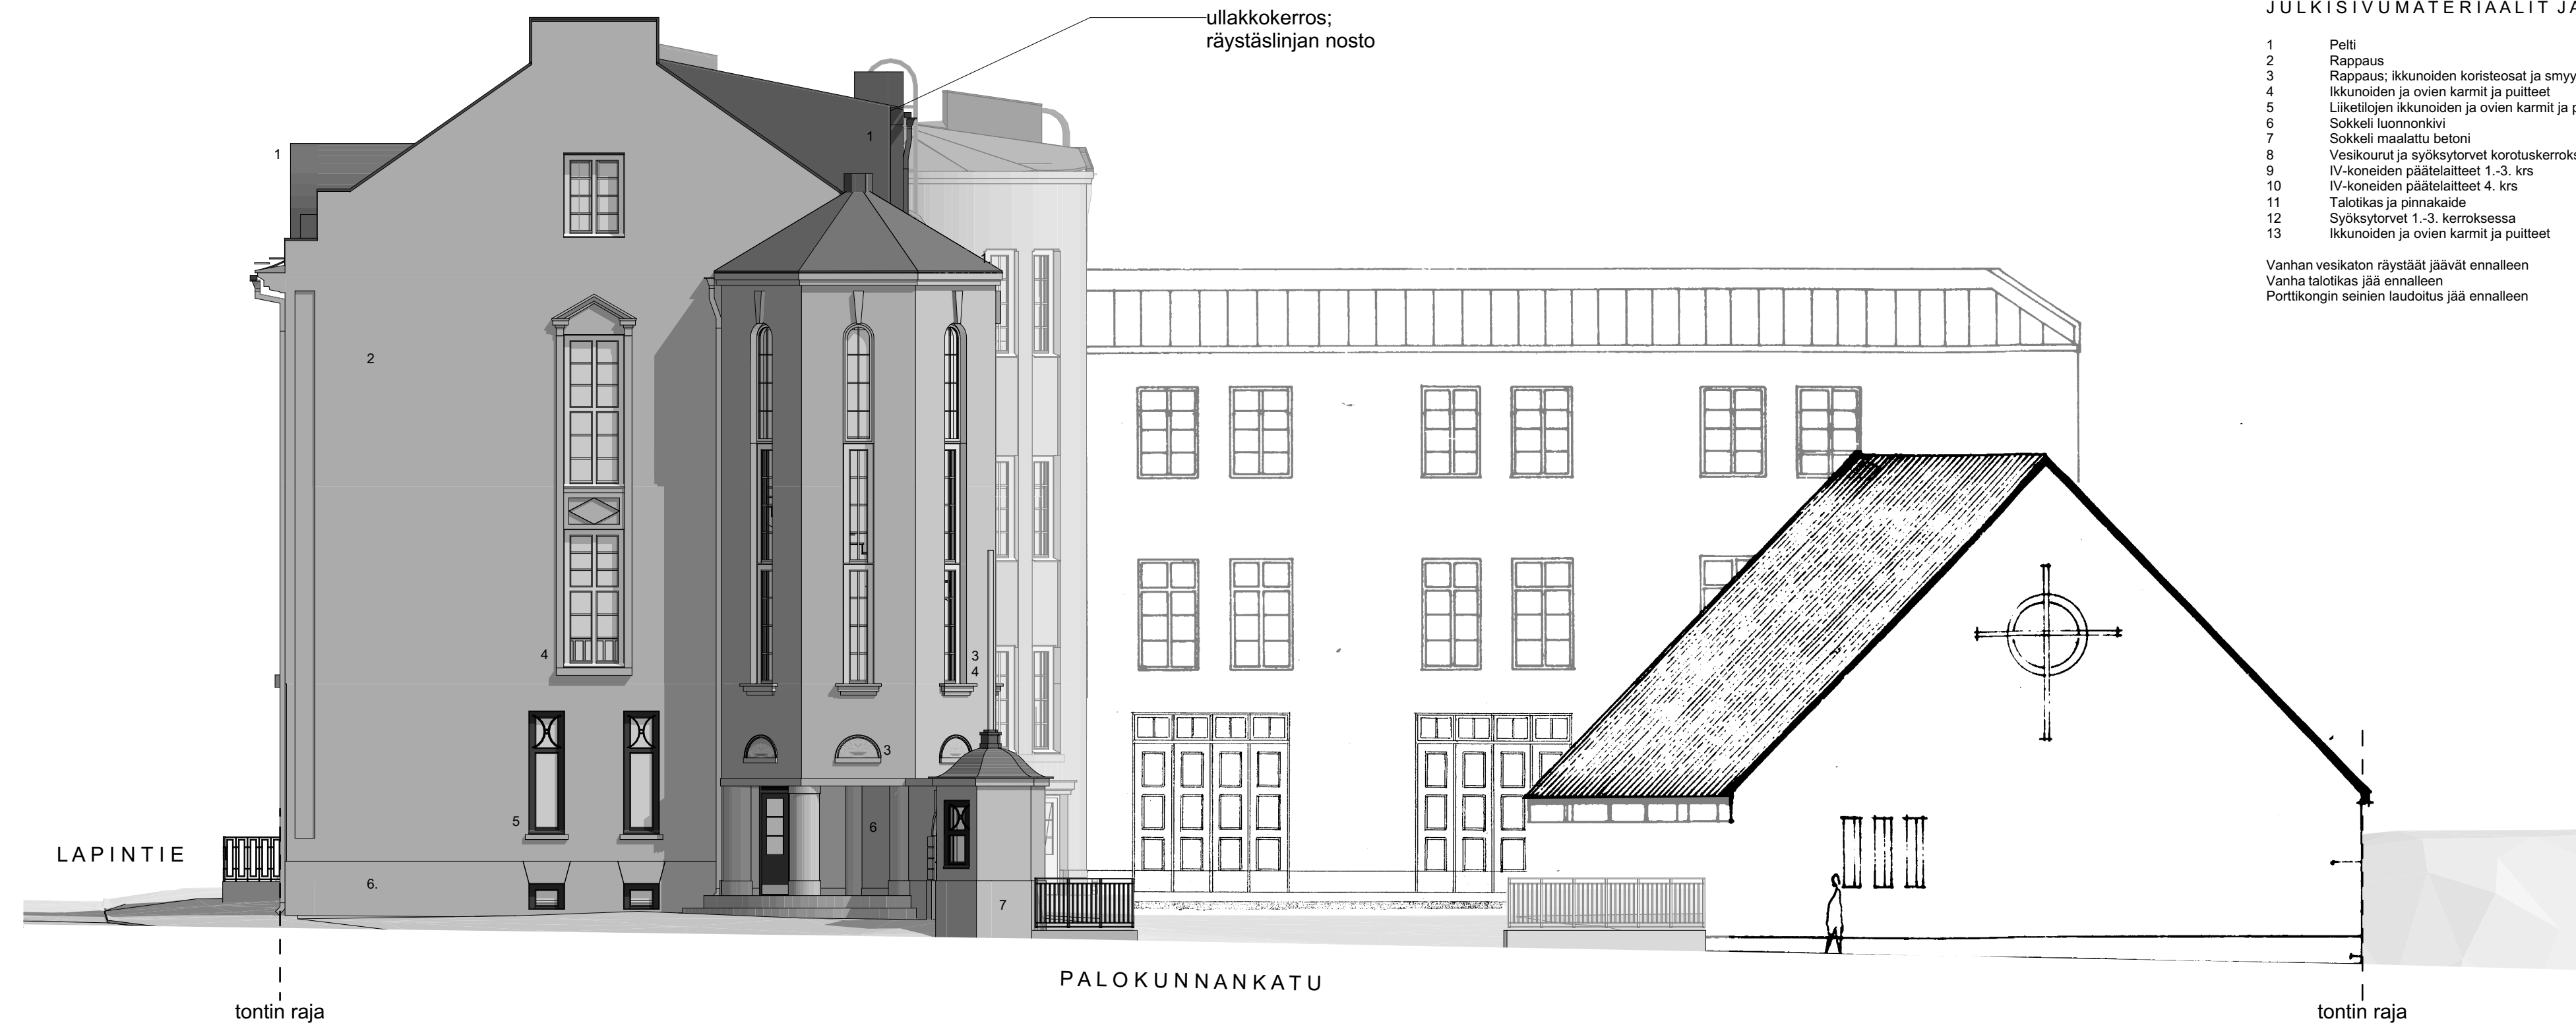 ullakkokerros;
räystäslinjan nosto
JULKISIVUMATERIAALIT JA
1 Pelti
2 Rappaus
3 Rappaus; ikkunoiden koristeosat ja smyy
4 Ikkunoiden ja ovien karmit ja puitteet
5 Liiketilojen ikkunoiden ja ovien karmit ja p
6 Sokkeli luonnonkivi
7 Sokkeli maalattu betoni
8 Vesikourut ja syöksytorvet korotuskerroks
9 IV-koneiden päätelaitteet 1.-3. krs
10 IV-koneiden päätelaitteet 4. krs
11 Talotikas ja pinnakaide
12 Syöksytorvet 1.-3. kerroksessa
13 Ikkunoiden ja ovien karmit ja puitteet
Vanhan vesikaton räystäät jäävät ennalleen
Vanha talotikas jää ennalleen
Porttikongin seinien laudoitus jää ennalleen
1
1
1.
2
4
3
4
3
5
6
LAPINTIE
6.
7
PALOKUNNANKATU
tontin raja
tontin raja